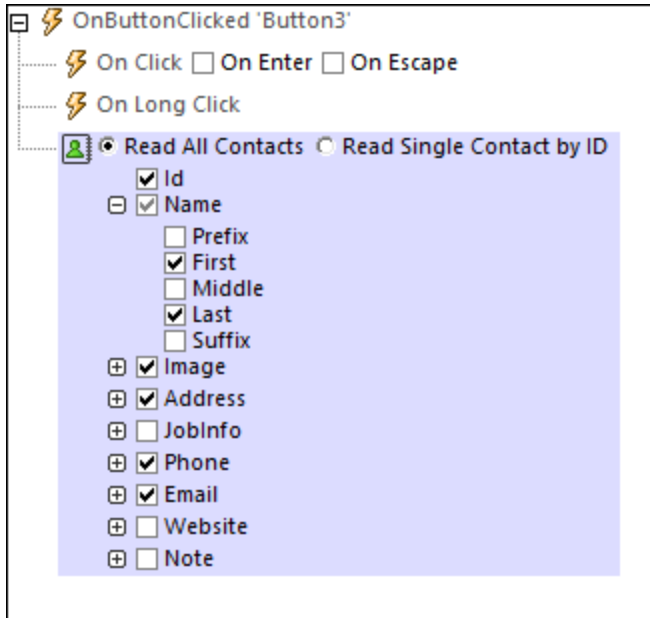 OnButtonClicked 'Button3'
On Click On Enter On Escape
On Long Click
Read All Contacts Read Single Contact by ID
Id
Name
Prefix
First
Middle
Last
Suffix
Image
Address
JobInfo
Phone
Email
Website
Note